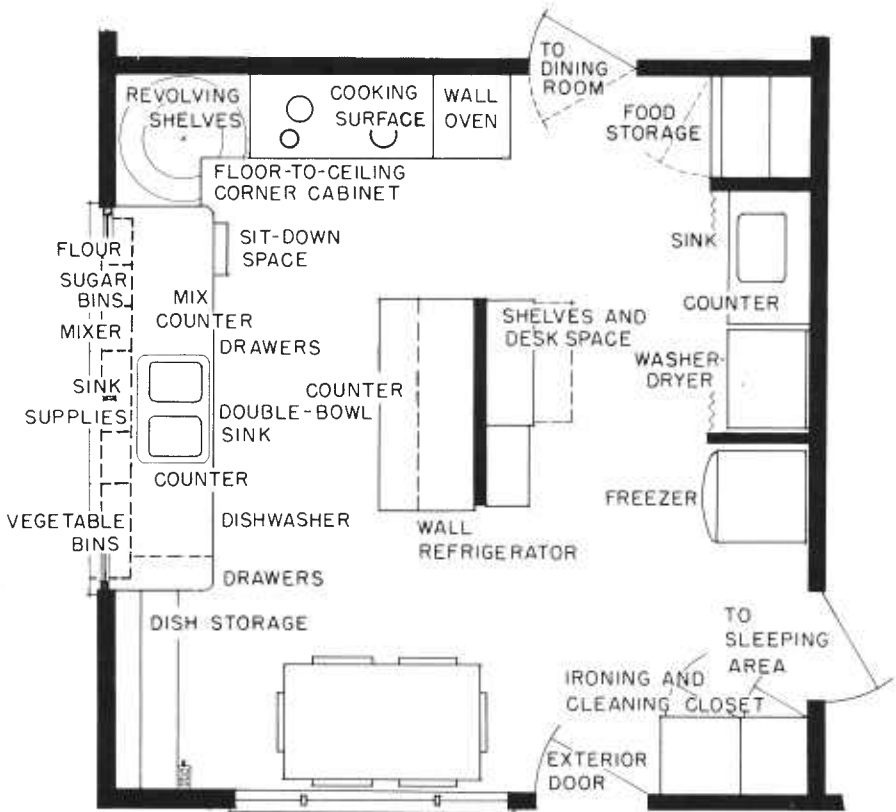 TO
DINING
ROOM
REVOLVING
SHELVES
COOKING
SURFACE
WALL
OVEN
FOOD
STORAGE
FLOOR-TO-CEILING
CORNER CABINET
FLOUR
SIT-DOWN
SPACE
SINK
SUGAR
BINS
MIX
COUNTER
COUNTER
MIXER
DRAWERS
SHELVES AND
DESK SPACE
WASHER-
DRYER
SINK
SUPPLIES
COUNTER
DOUBLE-BOWL
SINK
COUNTER
FREEZER
VEGETABLE
BINS
DISHWASHER
WALL
REFRIGERATOR
DRAWERS
DISH STORAGE
TO
SLEEPING
AREA
IRONING AND
CLEANING CLOSET
EXTERIOR
DOOR